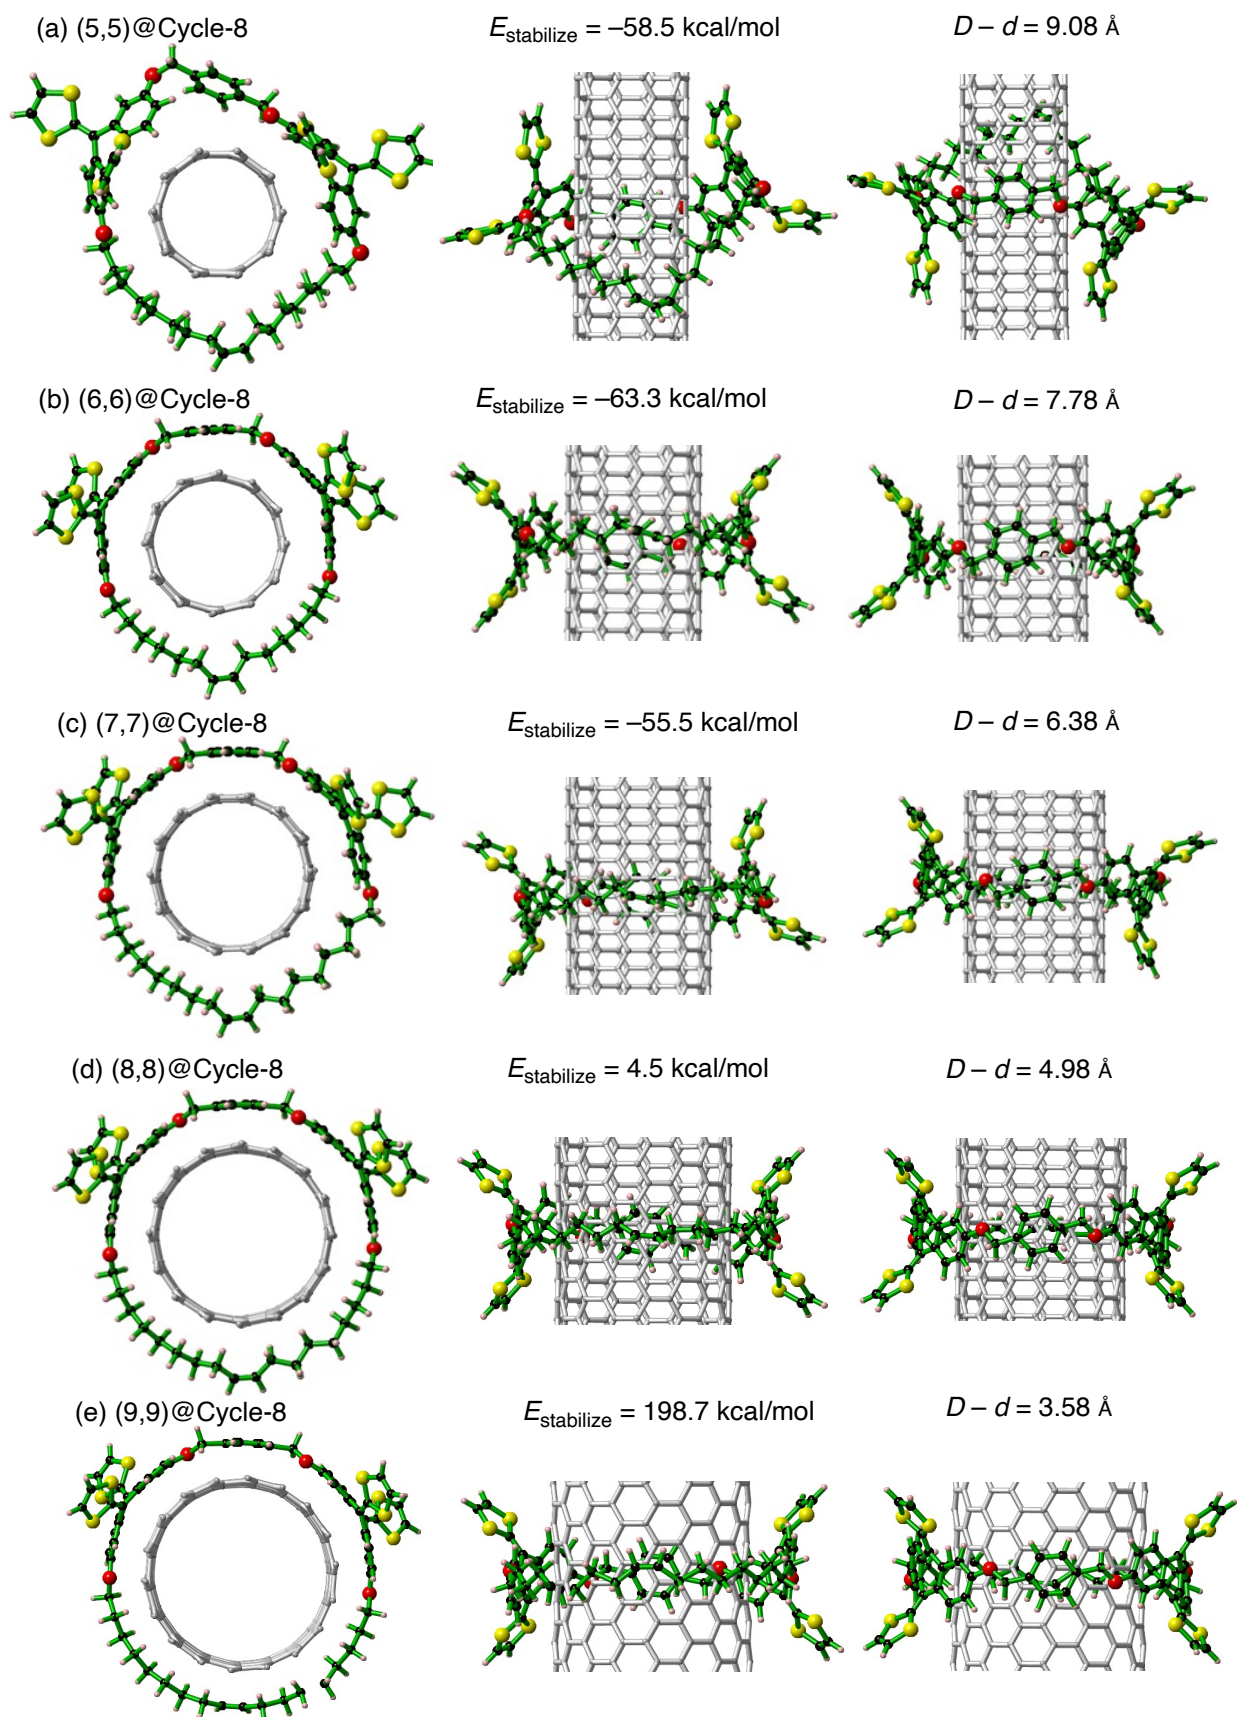 (a) (5,5)@Cycle-8 Estabilize = –58.5 kcal/mol D – d = 9.08 Å
(b) (6,6)@Cycle-8 Estabilize = –63.3 kcal/mol D – d = 7.78 Å
(c) (7,7)@Cycle-8 Estabilize = –55.5 kcal/mol D – d = 6.38 Å
(d) (8,8)@Cycle-8 Estabilize = 4.5 kcal/mol D – d = 4.98 Å
(e) (9,9)@Cycle-8 Estabilize = 198.7 kcal/mol D – d = 3.58 Å